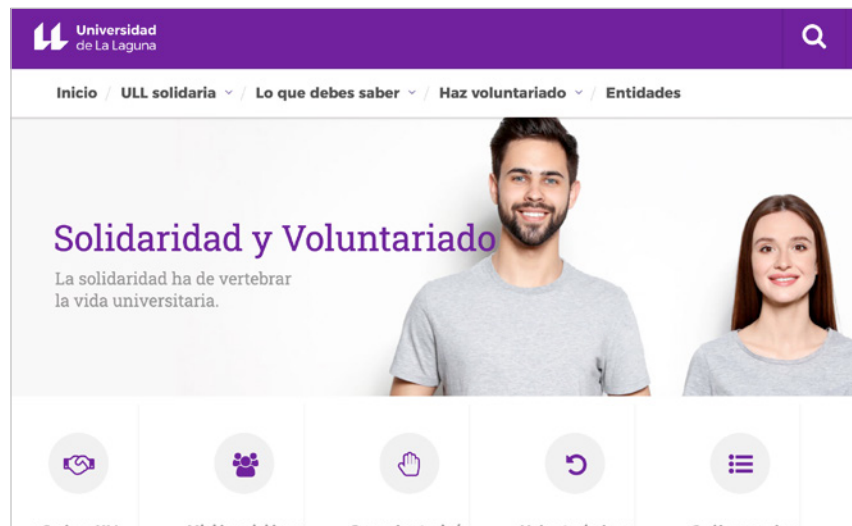 Universidad
de La Laguna
Inicio / ULL solidaria / Lo que debes saber / Haz voluntariado / Entidades
Solidaridad y Voluntariado
La solidaridad ha de vertebrar
la vida universitaria.